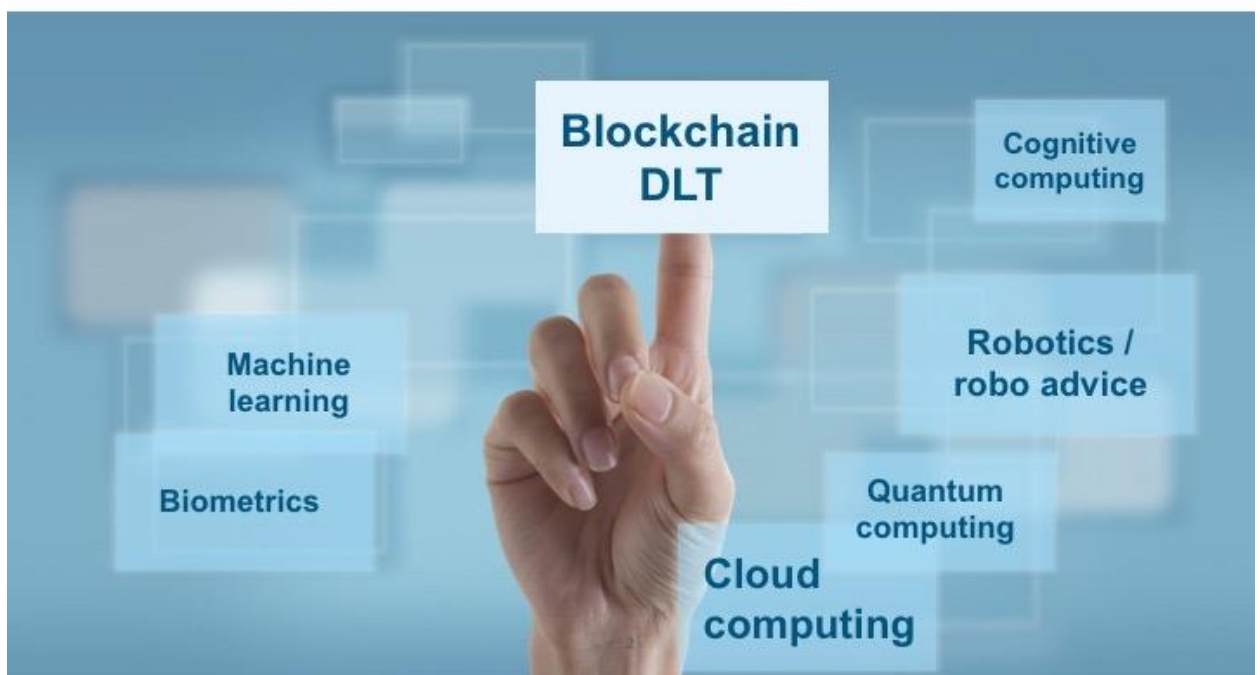 Blockchain
DLT
Cognitive
computing
Machine
learning
Robotics /
robo advice
Biometrics
Quantum
computing
Cloud
computing